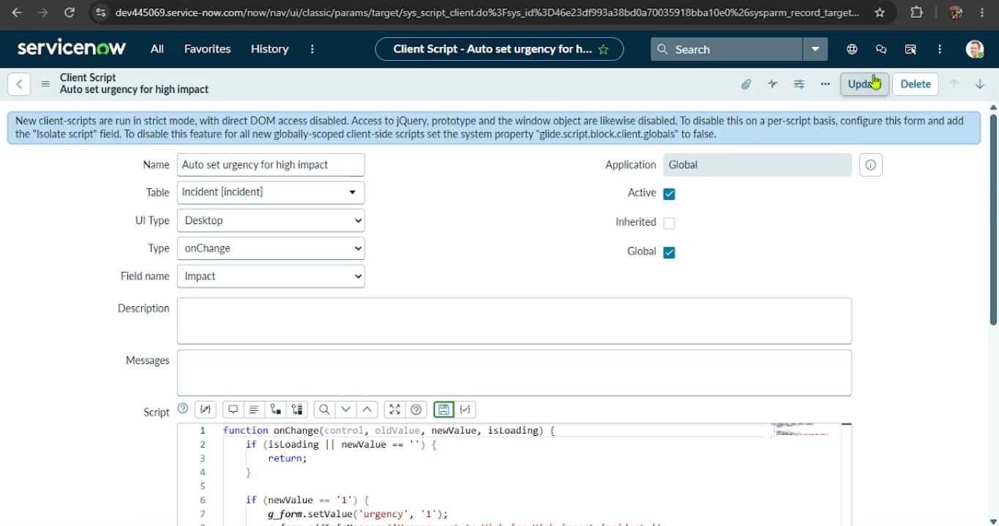 dev445069.service-now.com/now/nav/ui/classic/params/target/sys_script_client.do%3Fsys_id%3D46e23df993a38bd0a70035918bba10e0%26sysparm_record_target...
servicenow All Favorites History Client Script - Auto set urgency for h... Search
Client Script
Auto set urgency for high impact
Update Delete
New client-scripts are run in strict mode, with direct DOM access disabled. Access to jQuery, prototype and the window object are likewise disabled. To disable this on a per-script basis, configure this form and add
the "Isolate script" field. To disable this feature for all new globally-scoped client-side scripts set the system property "glide.script.block.client.globals" to false.
Name Auto set urgency for high impact Application Global
Table Incident [incident] Active
UI Type Desktop Inherited
Type onChange Global
Field name Impact
Description
Messages
Script
1 function onChange(control, oldValue, newValue, isLoading) {
2 if (isLoading || newValue == '') {
3 return;
4 }
5
6 if (newValue == '1') {
7 g_form.setValue('urgency', '1');